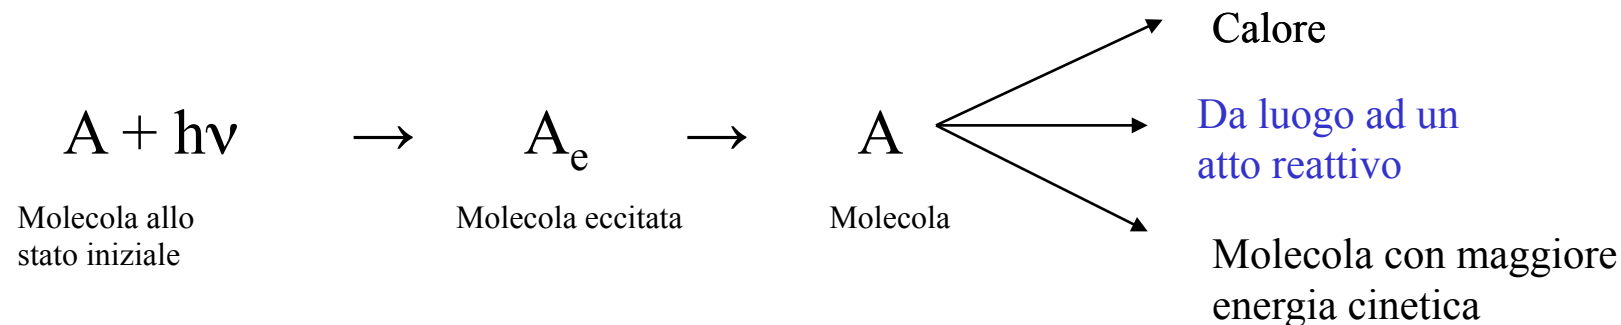 A + hν → Aₑ → A
Molecola allo
stato iniziale
Molecola eccitata
Molecola
Calore
Da luogo ad un
atto reattivo
Molecola con maggiore
energia cinetica